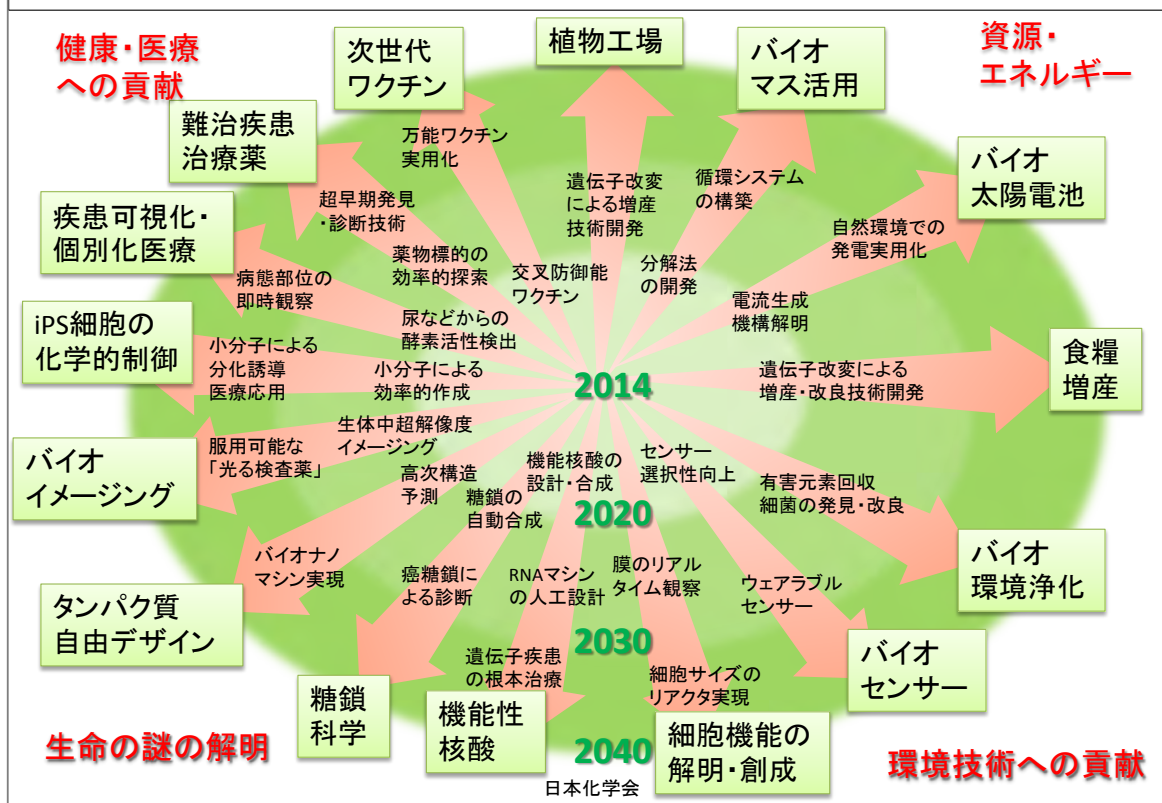 健康・医療
への貢献
次世代
ワクチン
植物工場
バイオ
マス活用
資源・
エネルギー
難治疾患
治療薬
万能ワクチン
実用化
遺伝子改変
による増産
技術開発
循環システム
の構築
バイオ
太陽電池
超早期発見
・診断技術
疾患可視化・
個別化医療
自然環境での
発電実用化
薬物標的の
効率的探索
交叉防御能
ワクチン
分解法
の開発
病態部位の
即時観察
電流生成
機構解明
iPS細胞の
化学的制御
尿などからの
酵素活性検出
小分子による
分化誘導
医療応用
小分子による
効率的作成
2014
遺伝子改変による
増産・改良技術開発
食糧
増産
生体中超解像度
イメージング
服用可能な
「光る検査薬」
バイオ
イメージング
高次構造
予測
糖鎖の
自動合成
機能核酸の
設計・合成
センサー
選択性向上
2020
有害元素回収
細菌の発見・改良
バイオ
環境浄化
バイオナノ
マシン実現
癌糖鎖に
よる診断
RNAマシン
の人工設計
膜のリアル
タイム観察
ウェアラブル
センサー
タンパク質
自由デザイン
2030
バイオ
センサー
遺伝子疾患
の根本治療
細胞サイズの
リアクタ実現
糖鎖
科学
機能性
核酸
2040
細胞機能の
解明・創成
生命の謎の解明
環境技術への貢献
日本化学会